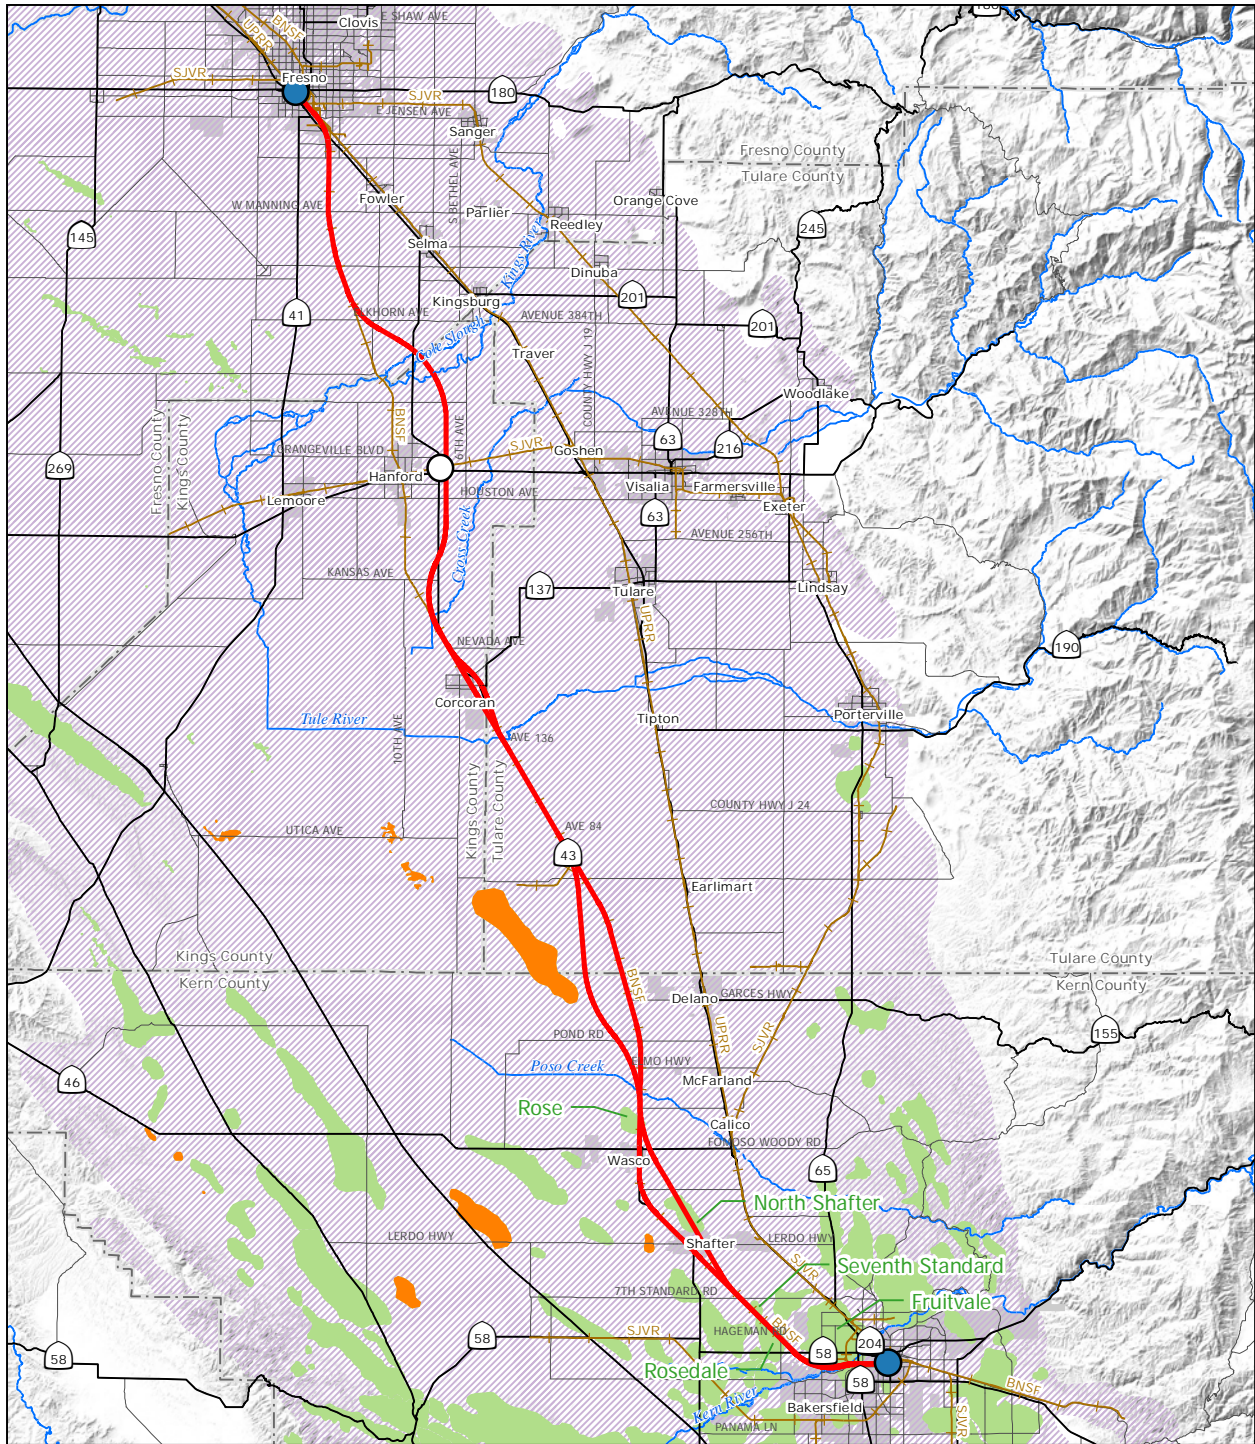 Clovis
E SHAW AVE
BNSF
UPRR
180
SJVR
Fresno
SJVR
180
E JENSEN AVE
Sanger
S BETHEL AVE
Fresno County
Tulare County
W MANNING AVE
Fowler
Parlier
Orange Cove
Reedley
145
245
Selma
Kings River
Dinuba
Kingsburg
201
41
ELKHORN AVE
AVENUE 384TH
201
Cole Slough
COUNTY HWY J 19
Traver
Woodlake
Fresno County
Kings County
BNSF
6TH AVE
AVENUE 328TH
63
216
GRANGEVILLE BLVD
SJVR
Goshen
269
Hanford
Visalia
Farmersville
HOUSTON AVE
Lemoore
Exeter
63
Cross Creek
AVENUE 256TH
KANSAS AVE
137
Tulare
Lindsay
UPRR
NEVADA AVE
190
Corcoran
Tule River
10TH AVE
AVE 136
Tipton
Porterville
Kings County
Tulare County
COUNTY HWY J 24
UTICA AVE
AVE 84
43
Earlimart
Kings County
Kern County
Tulare County
Kern County
BNSF
Delano
GARCES HWY
UPRR
SJVR
155
POND RD
ELMO HWY
Poso Creek
46
McFarland
Rose
Calico
FOMOSO WOODY RD
Wasco
65
North Shafter
LERDO HWY
Shafter
LERDO HWY
SJVR
Seventh Standard
7TH STANDARD RD
Fruitvale
BNSF
HAGEMAN RD
58
SJVR
58
204
58
Rosedale
58
BNSF
Kern River
Bakersfield
SJVR
PANAMA LN